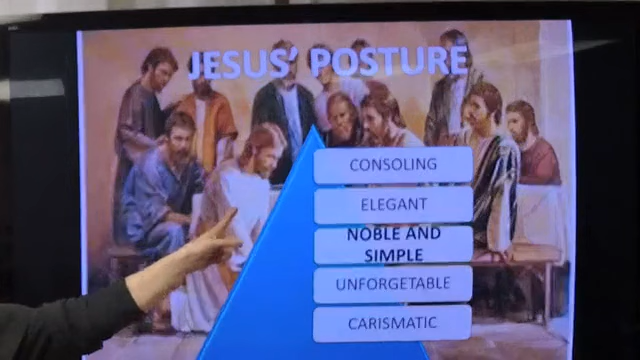 JESUS' POSTURE
CONSOLING
ELEGANT
NOBLE AND
SIMPLE
UNFORGETABLE
CARISMATIC